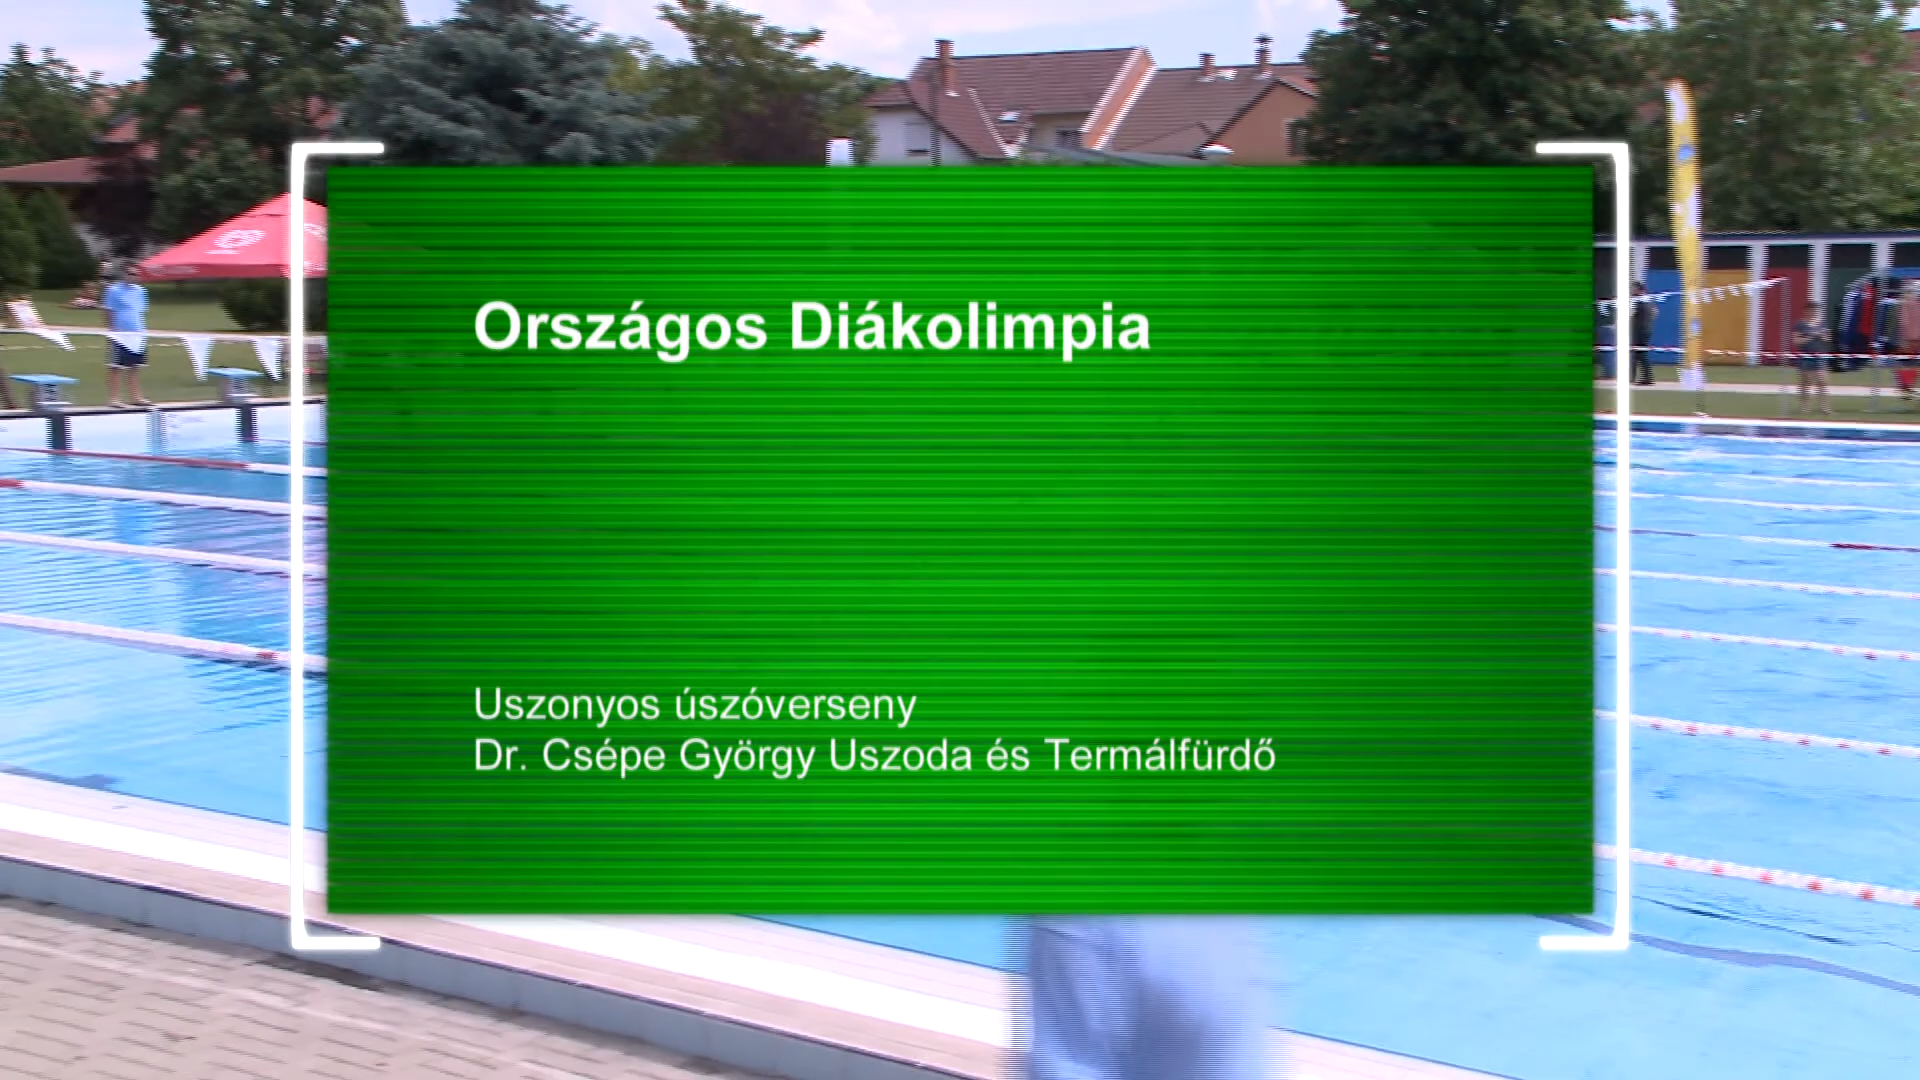 Országos Diákolimpia
Uszonyos úszóverseny
Dr. Csépe György Uszoda és Termálfürdő